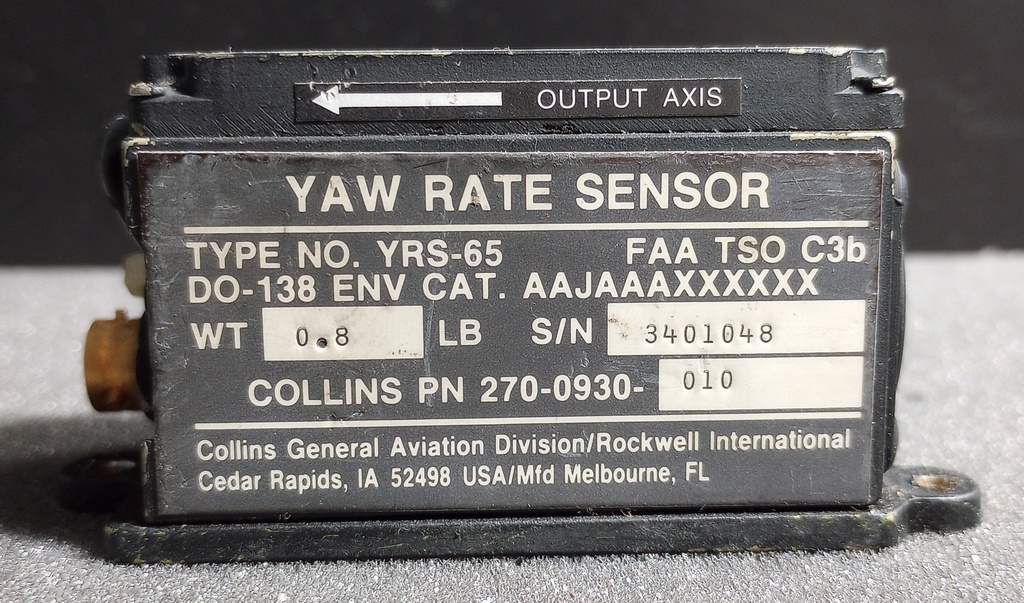 OUTPUT AXIS
YAW RATE SENSOR
TYPE NO. YRS-65 FAA TSO C3b
DO-138 ENV CAT. AAJAAAXXXXXX
WT 0.8 LB S/N 3401048
COLLINS PN 270-0930- 010
Collins General Aviation Division/Rockwell International
Cedar Rapids, IA 52498 USA/Mfd Melbourne, FL